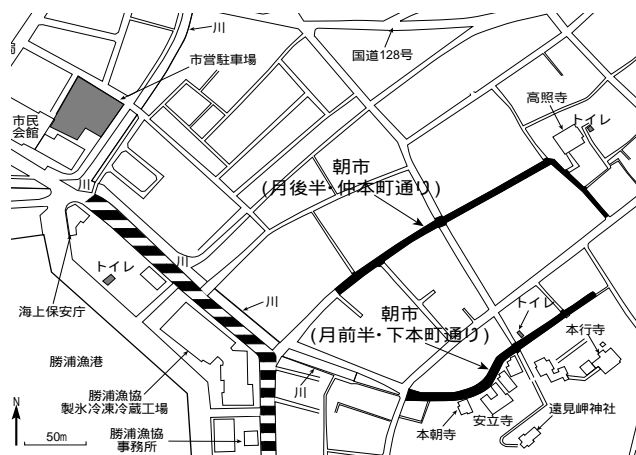 川
国道128号
局
市営駐車場
高照寺
トイレ
市民
会館
朝市
(月後半・仲本町通り)
川
川
トイレ
川
海上保安庁
朝市
(月前半・下本町通り)
トイレ
本行寺
勝浦漁港
川
勝浦漁協
製氷冷凍冷蔵工場
安立寺
遠見岬神社
本朝寺
N
50m
勝浦漁協
事務所